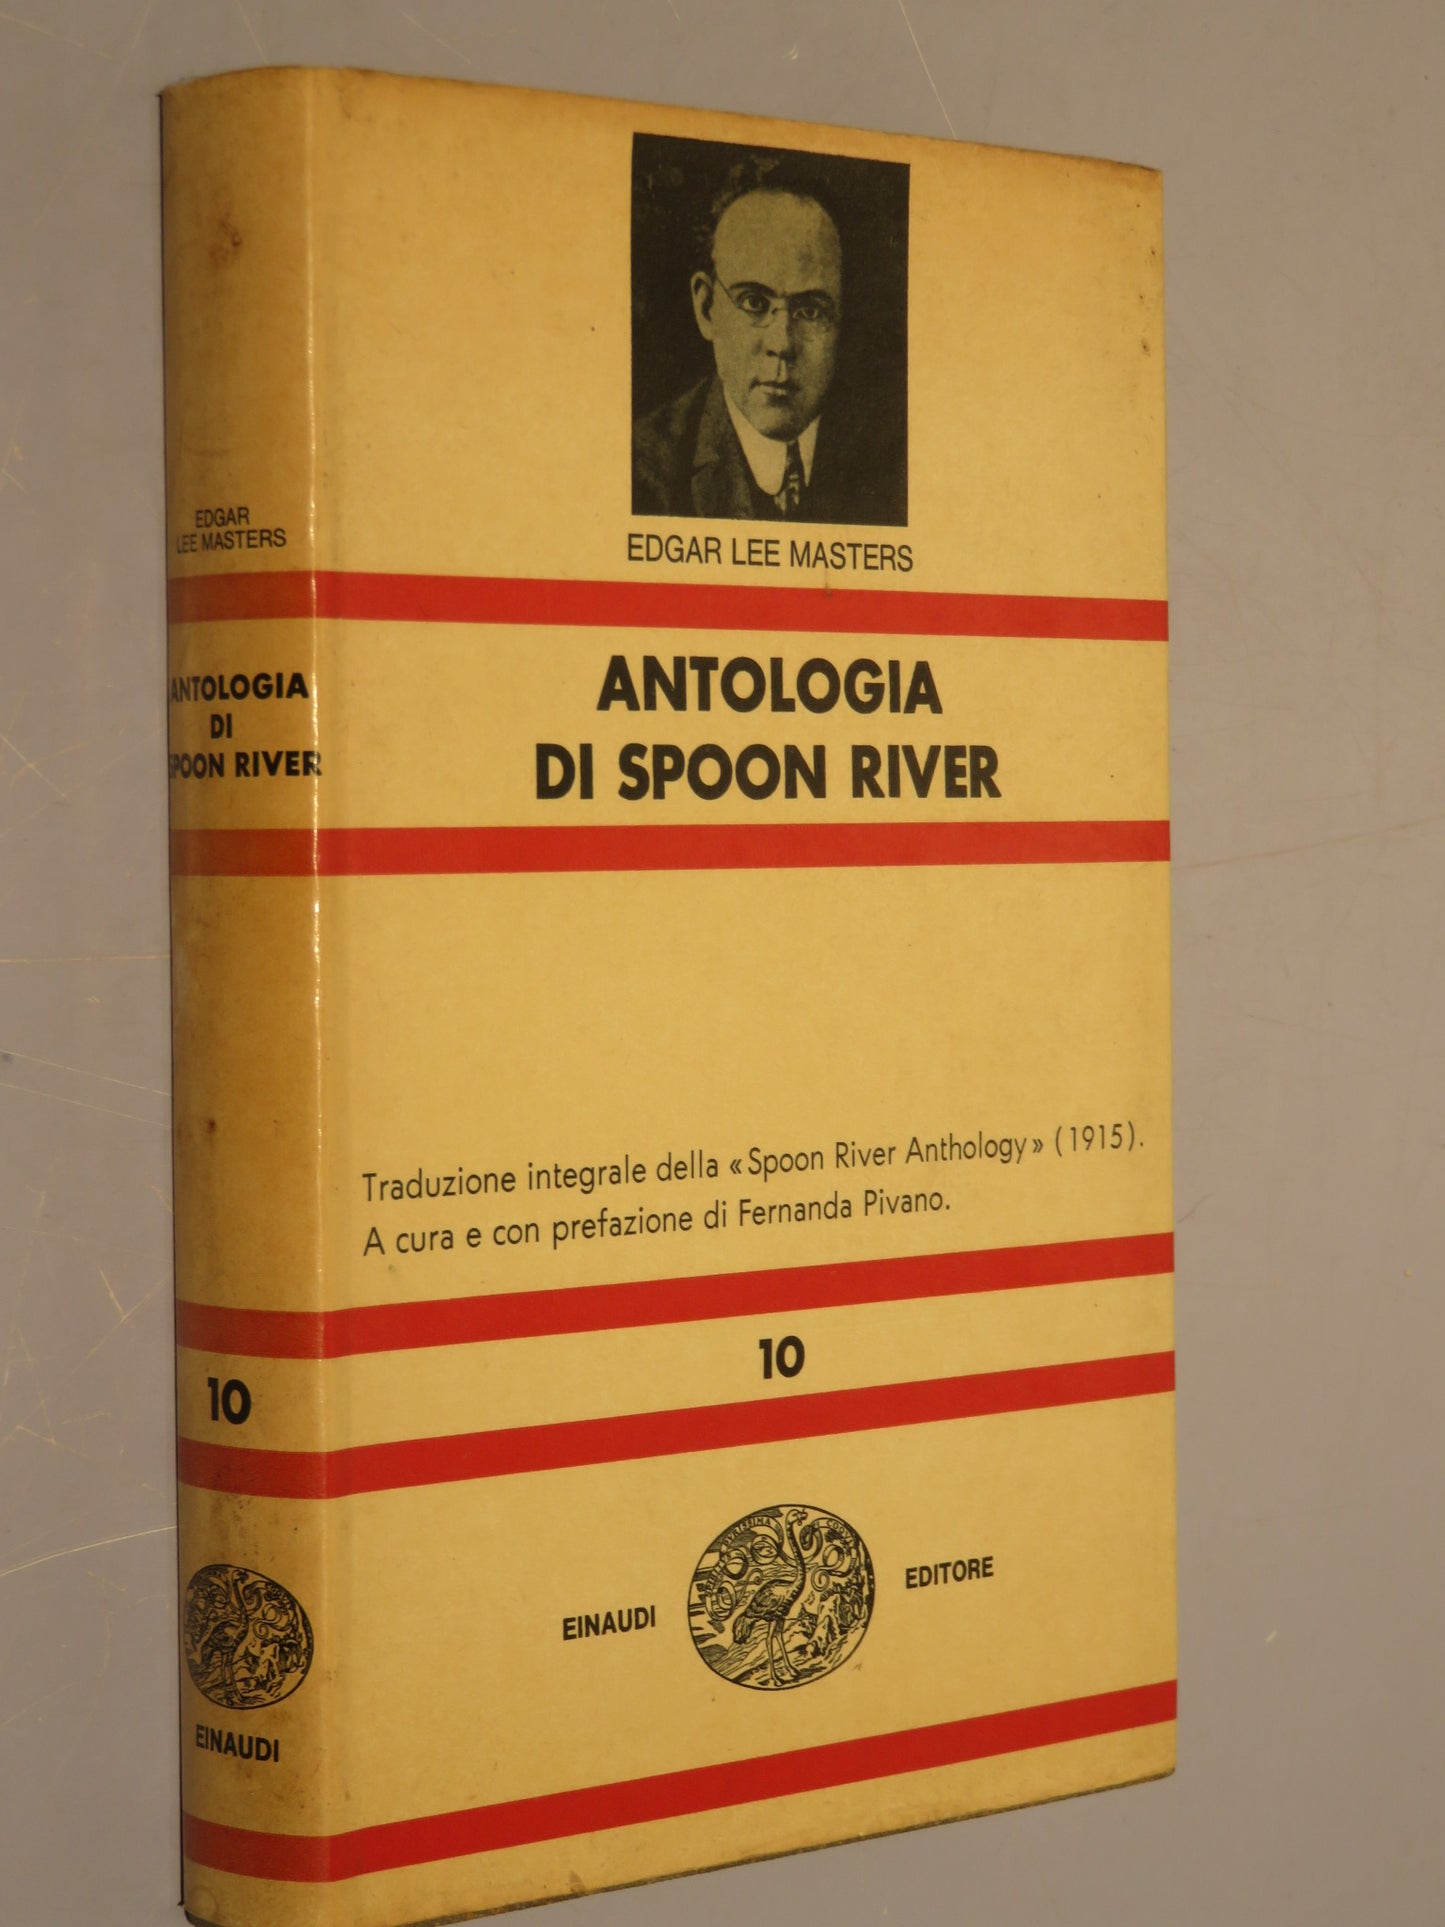 EDGAR
LEE MASTERS
ANTOLOGIA
DI
SPOON RIVER
10
EINAUDI
EDGAR LEE MASTERS
ANTOLOGIA
DI SPOON RIVER
Traduzione integrale della «Spoon River Anthology» (1915).
A cura e con prefazione di Fernanda Pivano.
10
EINAUDI
EDITORE